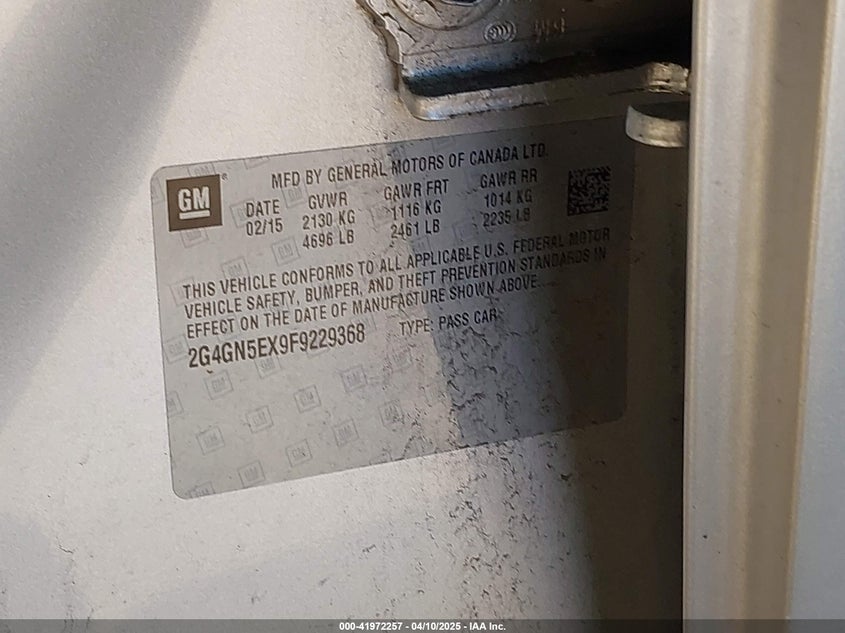 GM ®
MFD BY GENERAL MOTORS OF CANADA LTD.
DATE GVWR GAWR FRT GAWR RR
02/15 2130 KG 1116 KG 1014 KG
4696 LB 2461 LB 2235 LB
THIS VEHICLE CONFORMS TO ALL APPLICABLE U.S. FEDERAL MOTOR
VEHICLE SAFETY, BUMPER, AND THEFT PREVENTION STANDARDS IN
EFFECT ON THE DATE OF MANUFACTURE SHOWN ABOVE.
2G4GN5EX9F9229368 TYPE: PASS CAR
000-41972257 - 04/10/2025 - IAA Inc.